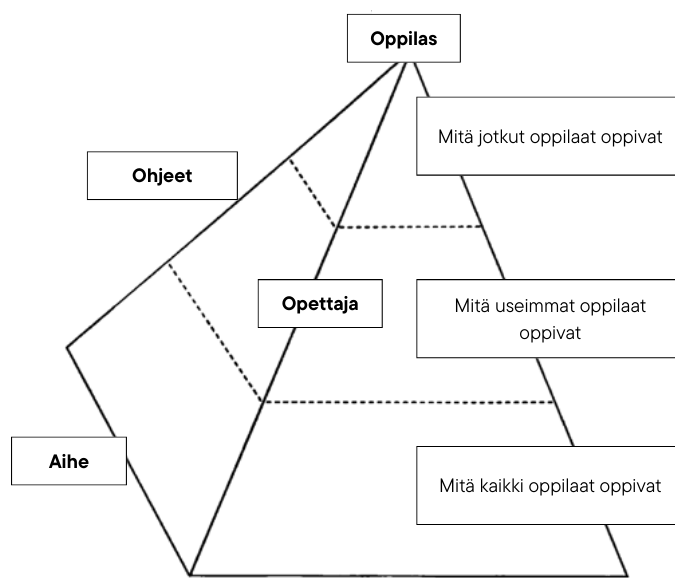 Oppilas
Mitä jotkut oppilaat oppivat
Ohjeet
Opettaja
Mitä useimmat oppilaat
oppivat
Aihe
Mitä kaikki oppilaat oppivat